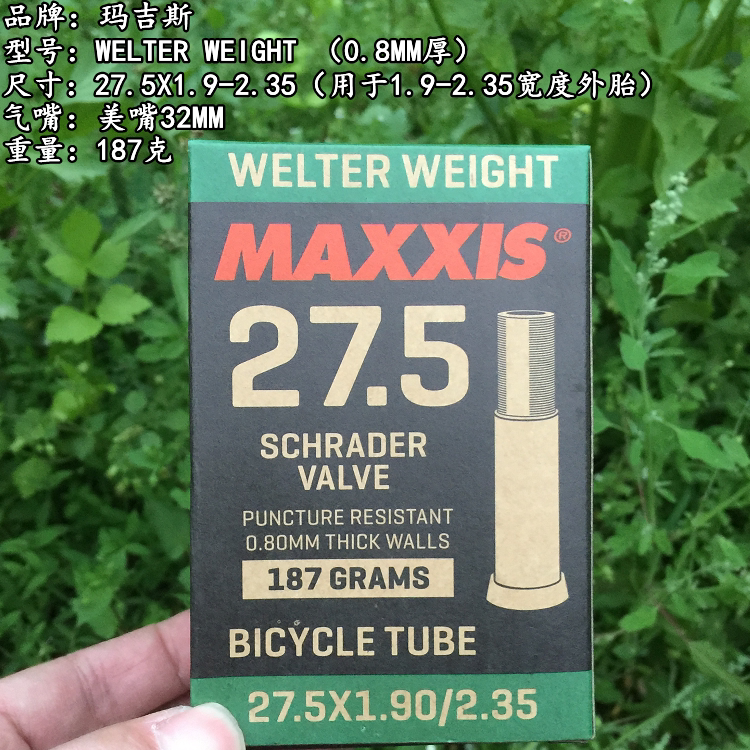 品牌：玛吉斯
型号：WELTER WEIGHT （0.8MM厚）
尺寸：27.5X1.9-2.35（用于1.9-2.35宽度外胎）
气嘴：美嘴32MM
重量：187克
WELTER WEIGHT
MAXXIS®
27.5
SCHRADER
VALVE
PUNCTURE RESISTANT
0.80MM THICK WALLS
187 GRAMS
BICYCLE TUBE
27.5X1.90/2.35